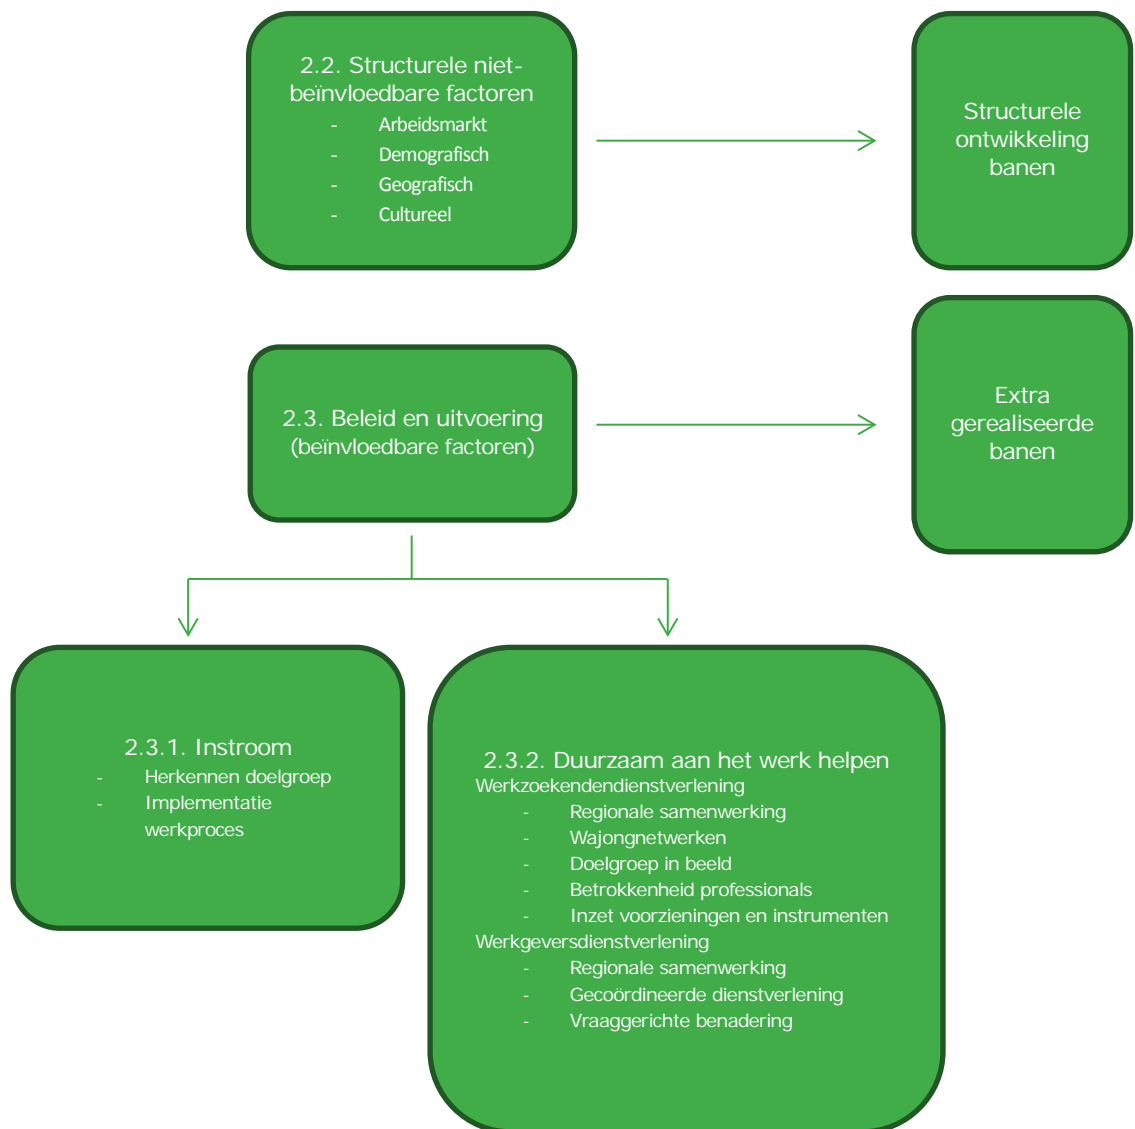 2.2. Structurele niet-
beïnvloedbare factoren
- Arbeidsmarkt
- Demografisch
- Geografisch
- Cultureel
Structurele
ontwikkeling
banen
2.3. Beleid en uitvoering
(beïnvloedbare factoren)
Extra
gerealiseerde
banen
2.3.1. Instroom
- Herkennen doelgroep
- Implementatie
werkproces
2.3.2. Duurzaam aan het werk helpen
Werkzoekendendienstverlening
- Regionale samenwerking
- Wajongnetwerken
- Doelgroep in beeld
- Betrokkenheid professionals
- Inzet voorzieningen en instrumenten
Werkgeversdienstverlening
- Regionale samenwerking
- Gecoördineerde dienstverlening
- Vraaggerichte benadering